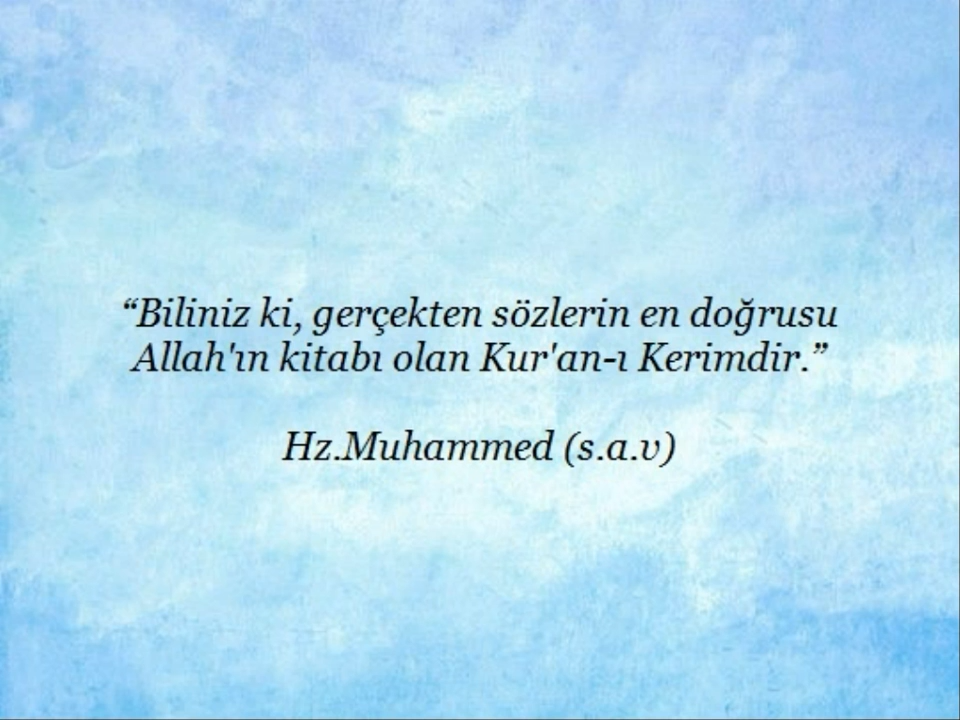 “Biliniz ki, gerçekten sözlerin en doğrusu
Allah'ın kitabı olan Kur'an-ı Kerimdir.”
Hz.Muhammed (s.a.v)